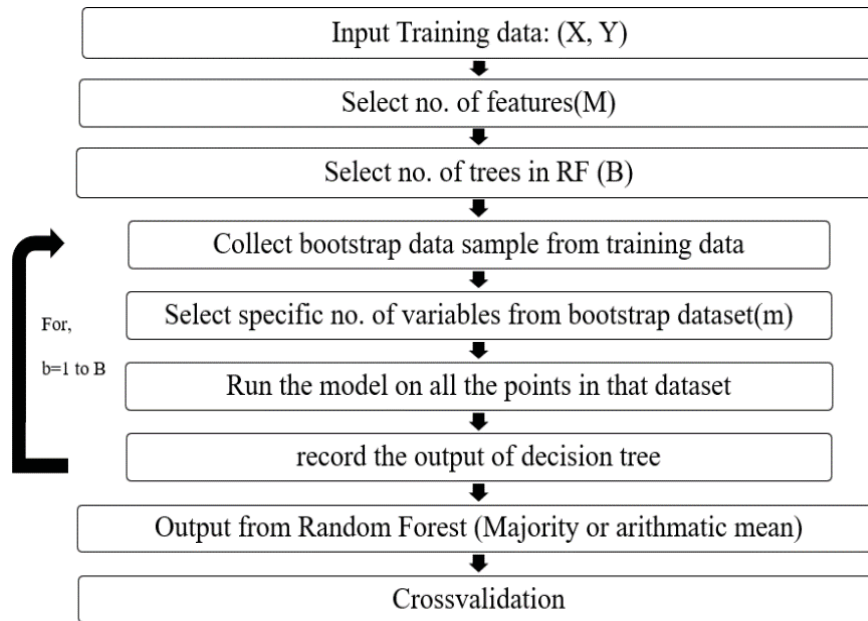 Input Training data: (X, Y)
Select no. of features(M)
Select no. of trees in RF (B)
Collect bootstrap data sample from training data
Select specific no. of variables from bootstrap dataset(m)
For,
b=1 to B
Run the model on all the points in that dataset
record the output of decision tree
Output from Random Forest (Majority or arithmatic mean)
Crossvalidation